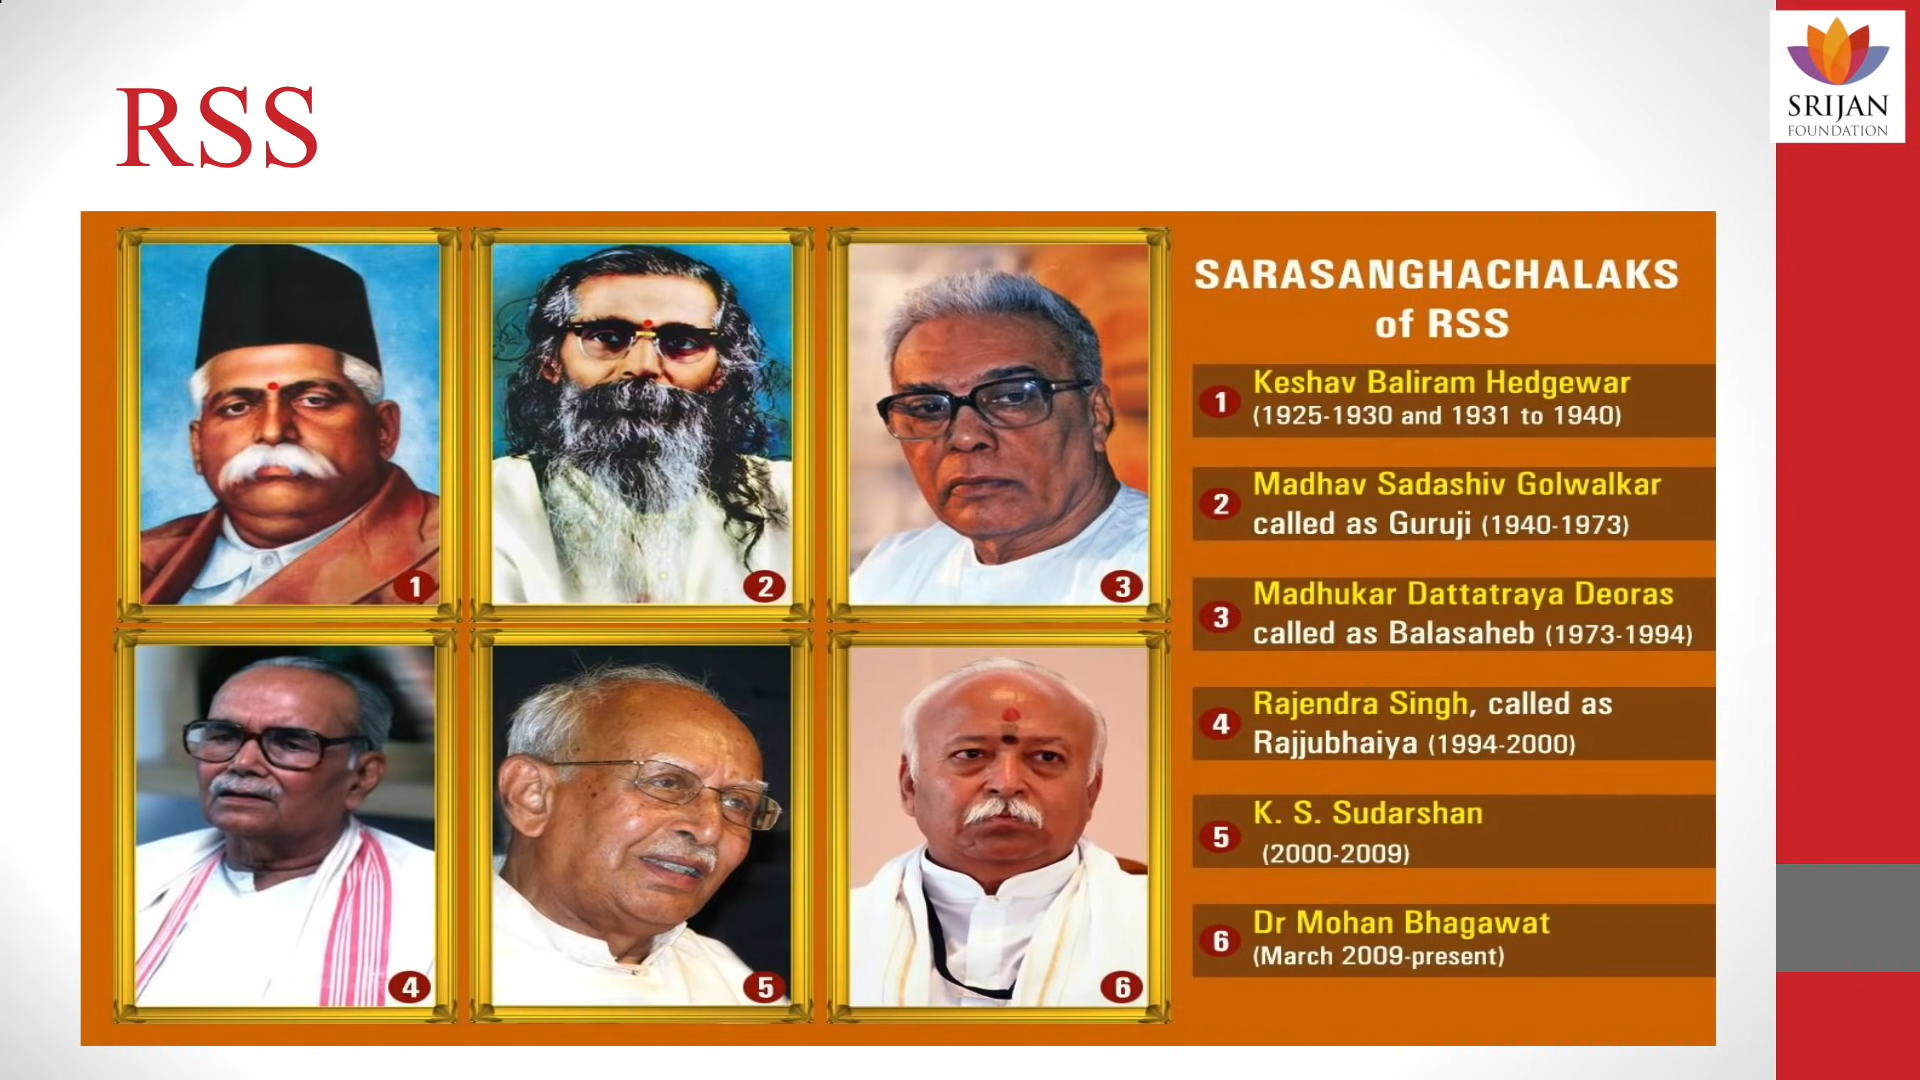 RSS
SRIJAN
FOUNDATION
SARASANGHACHALAKS
of RSS
1
Keshav Baliram Hedgewar
(1925-1930 and 1931 to 1940)
2
Madhav Sadashiv Golwalkar
called as Guruji (1940-1973)
3
Madhukar Dattatraya Deoras
called as Balasaheb (1973-1994)
4
Rajendra Singh, called as
Rajjubhaiya (1994-2000)
5
K. S. Sudarshan
(2000-2009)
6
Dr Mohan Bhagawat
(March 2009-present)
1
2
3
4
5
6